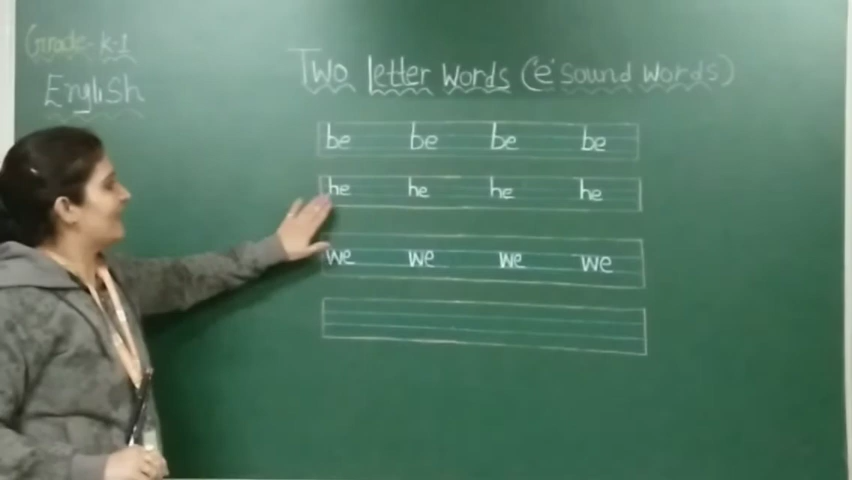 Grade-K-1
English
Two letter words ('e' sound words)
be be be be
he he he he
we we we we